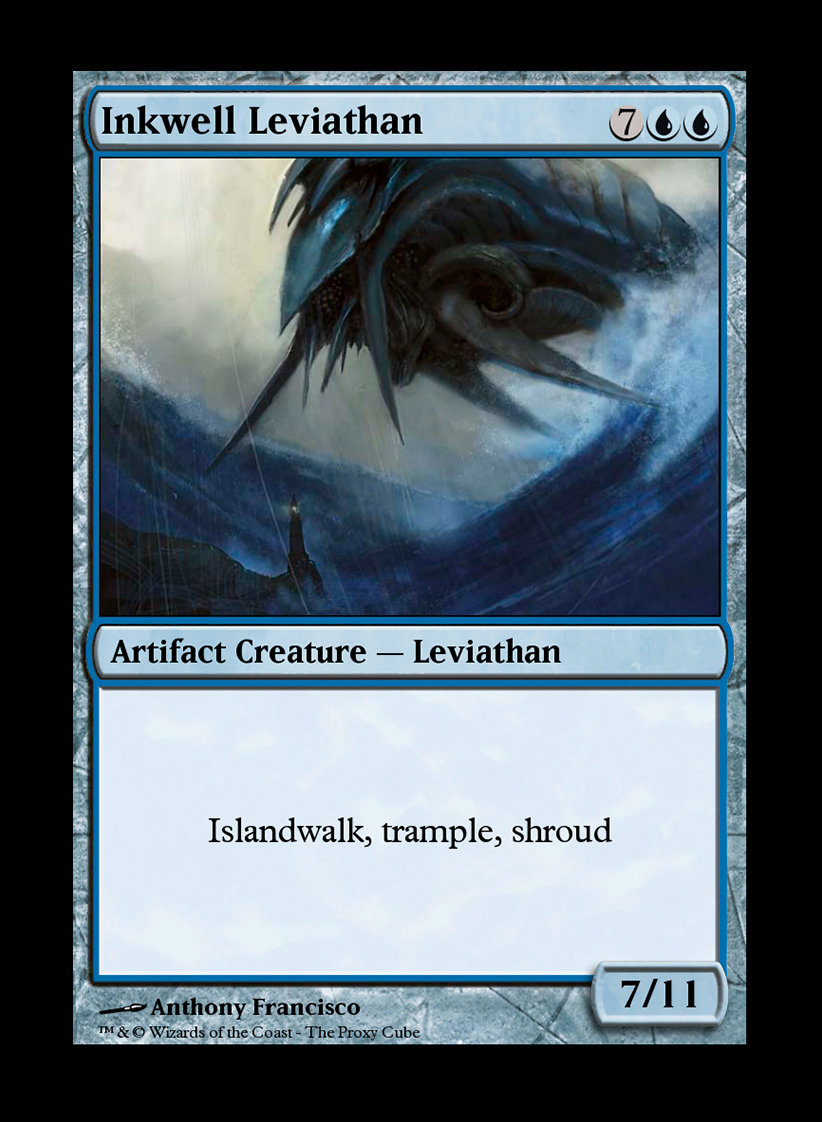 Inkwell Leviathan 7
Artifact Creature — Leviathan
Islandwalk, trample, shroud
7/11
Anthony Francisco
™ & © Wizards of the Coast - The Proxy Cube